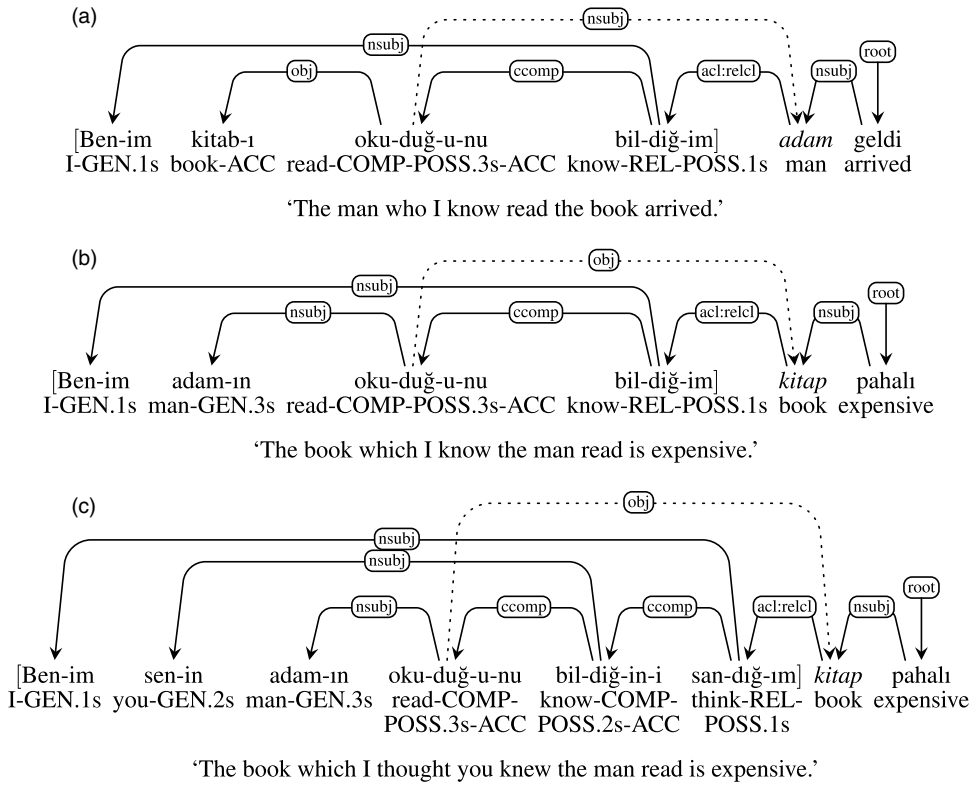 (a)
nsubj
nsubj
root
obj ccomp acl:relcl nsubj
[Ben-im kitab-ı oku-duğ-u-nu bil-diğ-im] adam geldi
I-GEN.1s book-ACC read-COMP-POSS.3s-ACC know-REL-POSS.1s man arrived
‘The man who I know read the book arrived.’
(b)
obj
nsubj
root
nsubj ccomp acl:relcl nsubj
[Ben-im adam-ın oku-duğ-u-nu bil-diğ-im] kitap pahalı
I-GEN.1s man-GEN.3s read-COMP-POSS.3s-ACC know-REL-POSS.1s book expensive
‘The book which I know the man read is expensive.’
(c)
obj
nsubj
nsubj
root
nsubj ccomp ccomp acl:relcl nsubj
[Ben-im sen-in adam-ın oku-duğ-u-nu bil-diğ-in-i san-dığ-ım] kitap pahalı
I-GEN.1s you-GEN.2s man-GEN.3s read-COMP- know-COMP- think-REL- book expensive
POSS.3s-ACC POSS.2s-ACC POSS.1s
‘The book which I thought you knew the man read is expensive.’